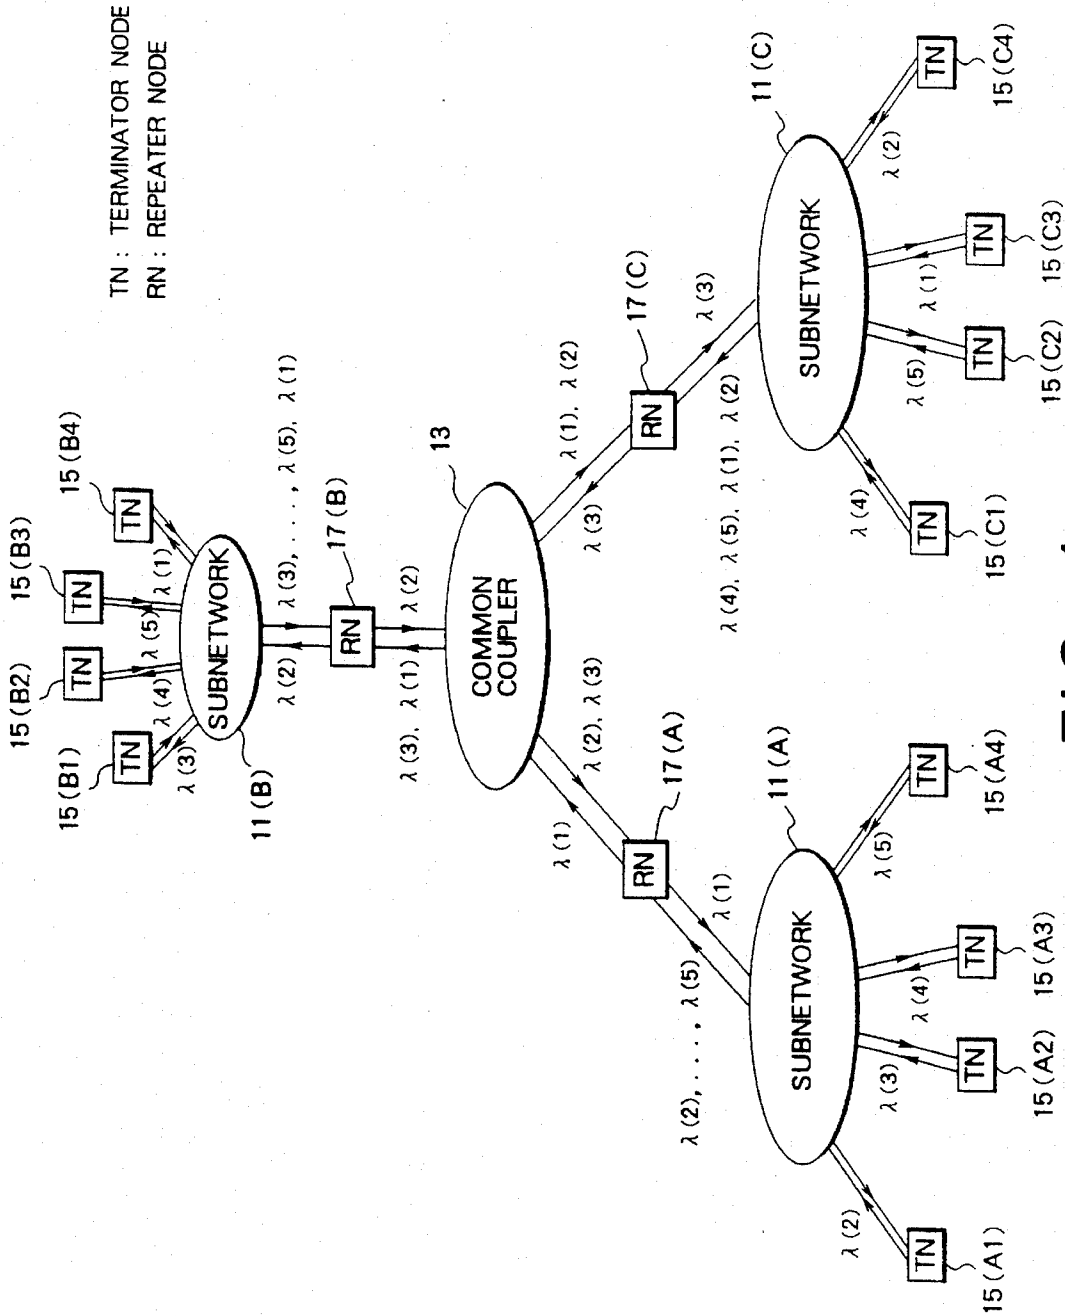 TN : TERMINATOR NODE
RN : REPEATER NODE
15(B1)
15(B2)
15(B3)
15(B4)
TN
TN
TN
TN
λ(3)
λ(4)
λ(5)
λ(1)
SUBNETWORK
11(B)
λ(2)
λ(3), . . . , λ(5), λ(1)
RN
17(B)
λ(3), λ(1)
λ(2)
COMMON
COUPLER
13
λ(1)
λ(2), λ(3)
λ(3)
λ(1), λ(2)
RN
17(A)
RN
17(C)
λ(2), . . . . , λ(5)
λ(1)
λ(4), λ(5), λ(1), λ(2)
λ(3)
SUBNETWORK
11(A)
SUBNETWORK
11(C)
λ(2)
λ(3)
λ(4)
λ(5)
λ(4)
λ(5)
λ(1)
λ(2)
TN
TN
TN
TN
TN
TN
TN
TN
15(A1)
15(A2)
15(A3)
15(A4)
15(C1)
15(C2)
15(C3)
15(C4)